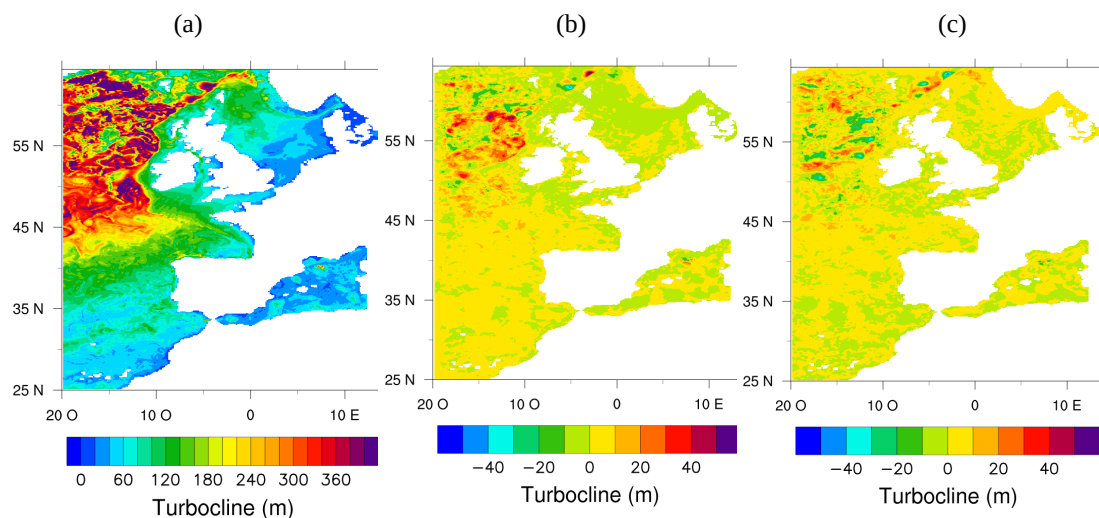 (a) (b) (c)
55 N 55 N 55 N
45 N 45 N 45 N
35 N 35 N 35 N
25 N 25 N 25 N
20 O 10 O 0 10 E 20 O 10 O 0 10 E 20 O 10 O 0 10 E
0 60 120 180 240 300 360 −40 −20 0 20 40 −40 −20 0 20 40
Turbocline (m) Turbocline (m) Turbocline (m)